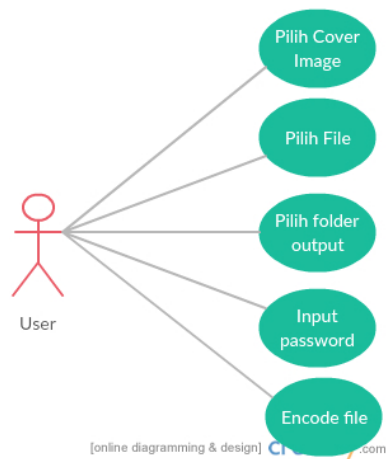 Pilih Cover
Image
Pilih File
Pilih folder
output
User
Input
password
Encode file
[online diagramming & design]
.com